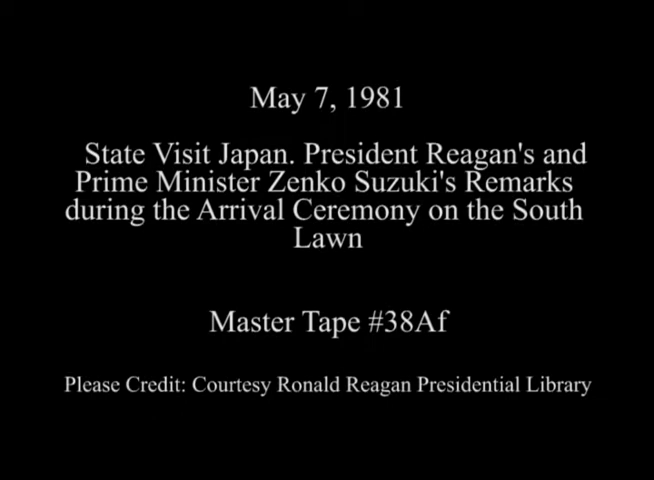 May 7, 1981
State Visit Japan. President Reagan's and
Prime Minister Zenko Suzuki's Remarks
during the Arrival Ceremony on the South
Lawn
Master Tape #38Af
Please Credit: Courtesy Ronald Reagan Presidential Library